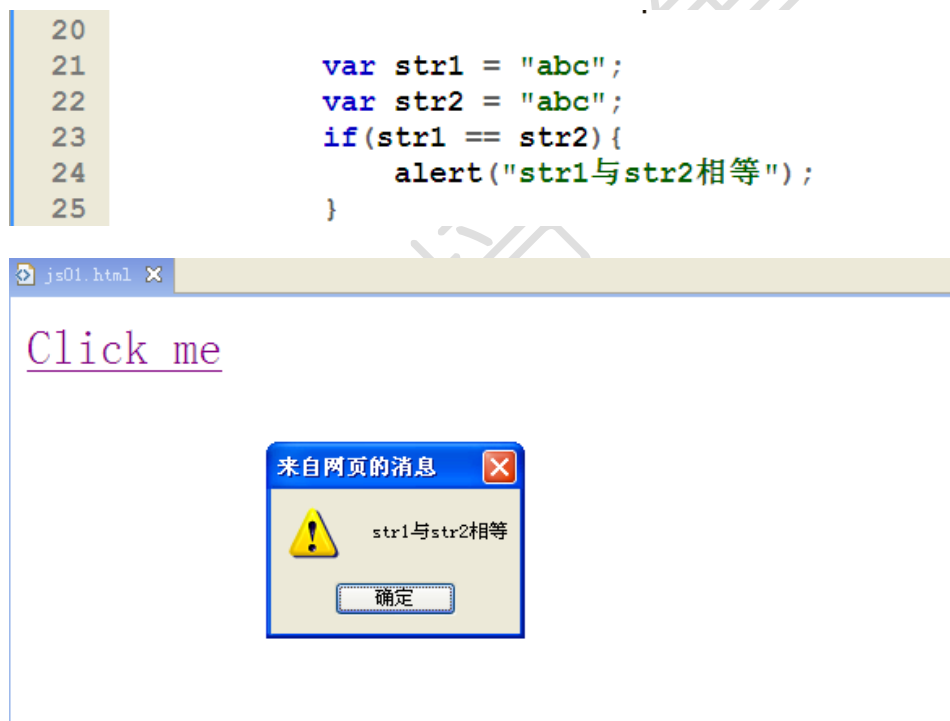 20
21 var str1 = "abc";
22 var str2 = "abc";
23 if(str1 == str2){
24 alert("str1与str2相等");
25 }
js01.html
Click me
来自网页的消息
str1与str2相等
确定